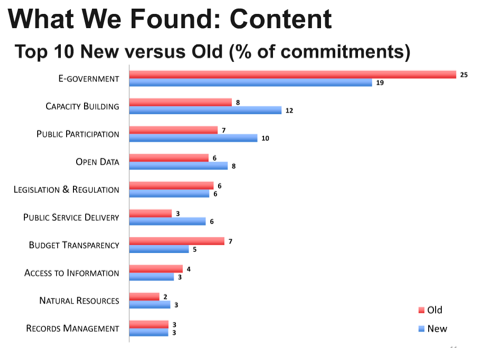 What We Found: Content
Top 10 New versus Old (% of commitments)
E-GOVERNMENT
25
19
CAPACITY BUILDING
8
12
PUBLIC PARTICIPATION
7
10
OPEN DATA
6
8
LEGISLATION & REGULATION
6
6
PUBLIC SERVICE DELIVERY
3
6
BUDGET TRANSPARENCY
7
5
ACCESS TO INFORMATION
4
3
NATURAL RESOURCES
2
3
RECORDS MANAGEMENT
3
3
Old
New